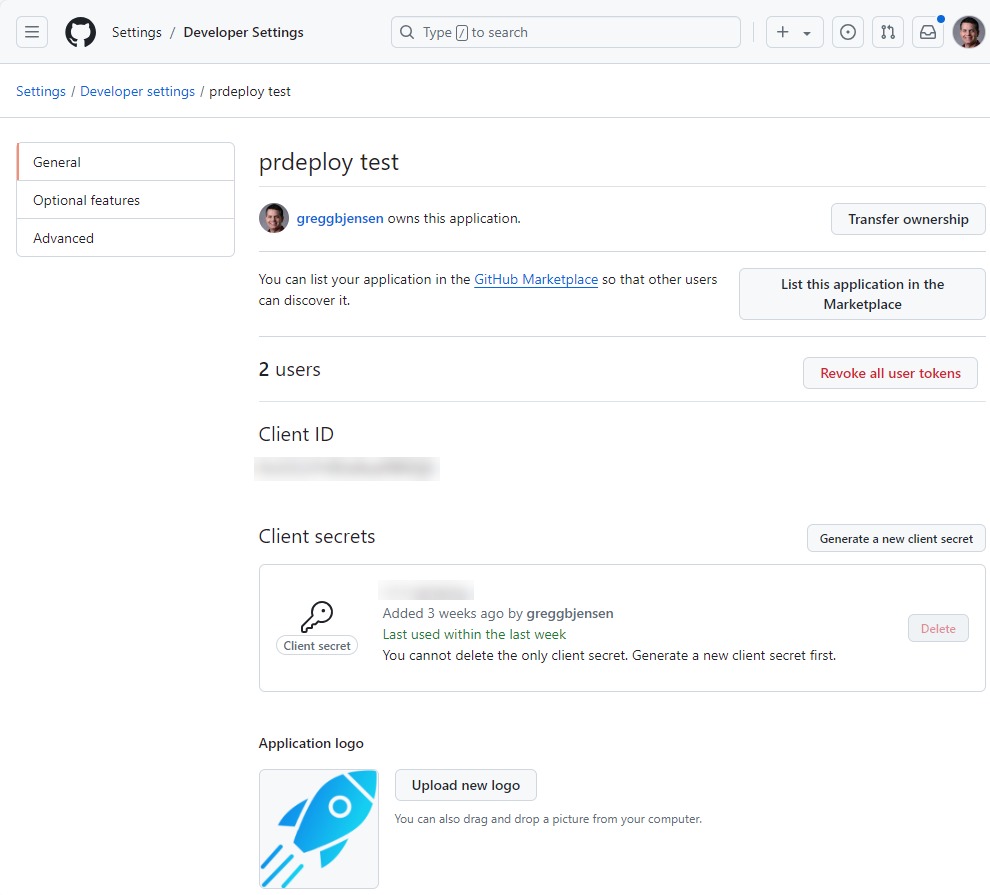 Settings / Developer Settings
Type / to search
Settings / Developer settings / prdeploy test
General
Optional features
Advanced
prdeploy test
greggbjensen owns this application.
Transfer ownership
You can list your application in the GitHub Marketplace so that other users
can discover it.
List this application in the
Marketplace
2 users
Revoke all user tokens
Client ID
Client secrets
Generate a new client secret
Client secret
Added 3 weeks ago by greggbjensen
Last used within the last week
You cannot delete the only client secret. Generate a new client secret first.
Delete
Application logo
Upload new logo
You can also drag and drop a picture from your computer.